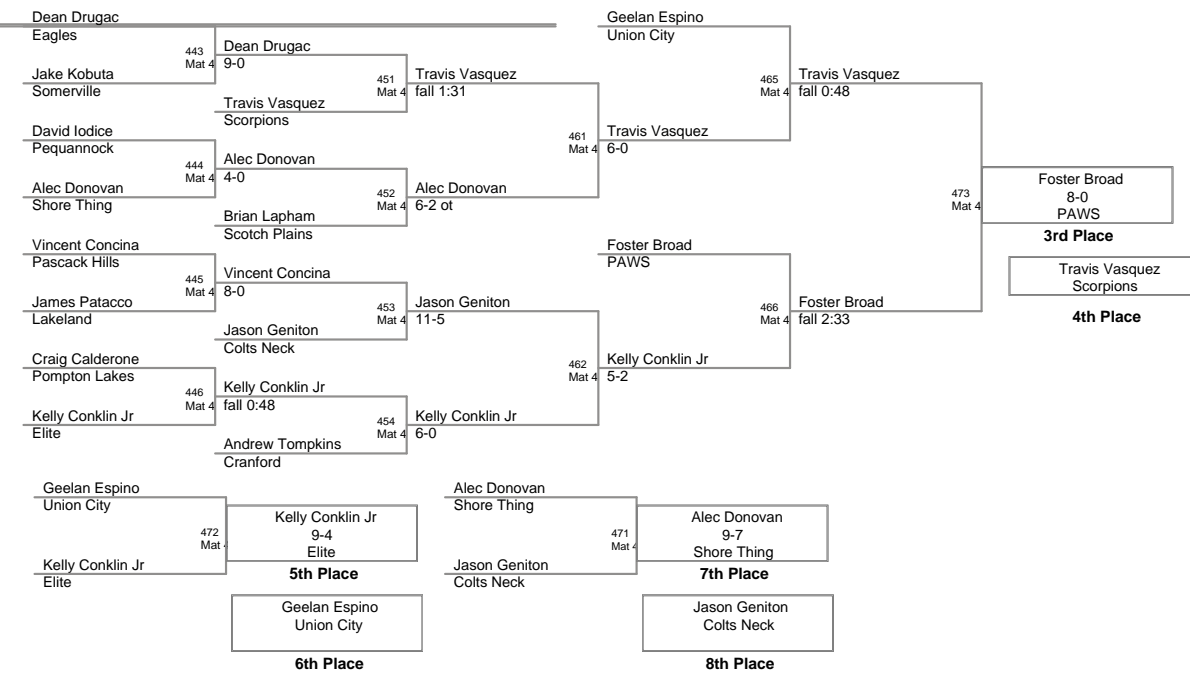 Dean Drugac
Eagles
443
Mat 4
Jake Kobuta
Somerville
Dean Drugac
9-0
Travis Vasquez
Scorpions
451
Mat 4
Travis Vasquez
fall 1:31
David Iodice
Pequannock
444
Mat 4
Alec Donovan
Shore Thing
Alec Donovan
4-0
Brian Lapham
Scotch Plains
452
Mat 4
Alec Donovan
6-2 ot
461
Mat 4
Travis Vasquez
6-0
Geelan Espino
Union City
465
Mat 4
Travis Vasquez
fall 0:48
Vincent Concina
Pascack Hills
445
Mat 4
James Patacco
Lakeland
Vincent Concina
8-0
Jason Geniton
Colts Neck
453
Mat 4
Jason Geniton
11-5
Craig Calderone
Pompton Lakes
446
Mat 4
Kelly Conklin Jr
Elite
Kelly Conklin Jr
fall 0:48
Andrew Tompkins
Cranford
454
Mat 4
Kelly Conklin Jr
6-0
462
Mat 4
Kelly Conklin Jr
5-2
Foster Broad
PAWS
466
Mat 4
Foster Broad
fall 2:33
473
Mat 4
Foster Broad
8-0
PAWS
3rd Place
Travis Vasquez
Scorpions
4th Place
Geelan Espino
Union City
472
Mat 4
Kelly Conklin Jr
Elite
Kelly Conklin Jr
9-4
Elite
5th Place
Geelan Espino
Union City
6th Place
Alec Donovan
Shore Thing
471
Mat 4
Jason Geniton
Colts Neck
Alec Donovan
9-7
Shore Thing
7th Place
Jason Geniton
Colts Neck
8th Place